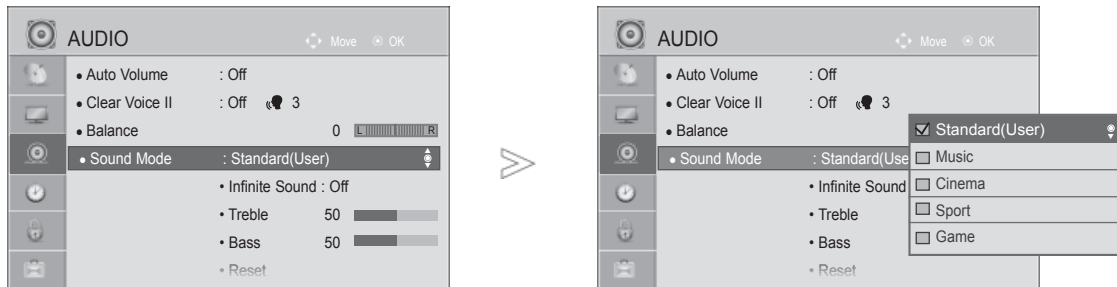 AUDIO
Move OK
• Auto Volume : Off
• Clear Voice II : Off 3
• Balance 0 L R
• Sound Mode : Standard(User)
• Infinite Sound : Off
• Treble 50
• Bass 50
• Reset
AUDIO
Move OK
• Auto Volume : Off
• Clear Voice II : Off 3
• Balance
• Sound Mode : Standard(Use
• Infinite Sound
• Treble
• Bass
• Reset
Standard(User)
Music
Cinema
Sport
Game